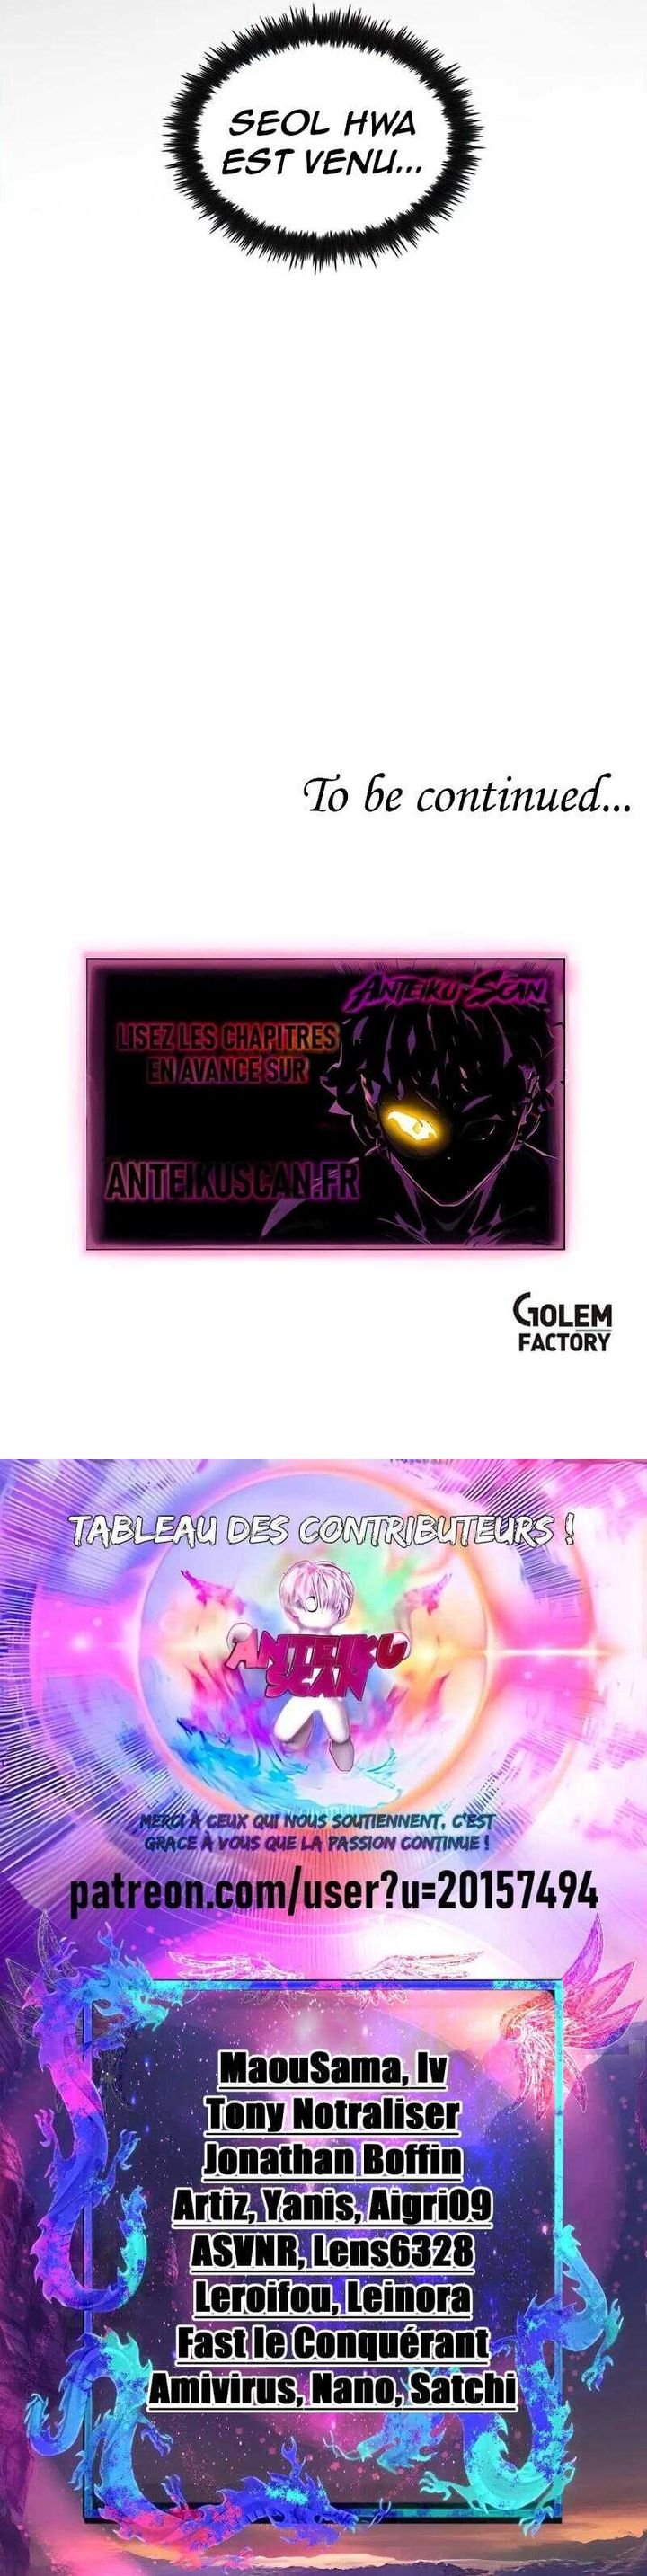 SEOL HWA
EST VENU...
To be continued...
ANTEIKU SCAN
LISEZ LES CHAPITRES
EN AVANCE SUR
ANTEIKUSCAN.FR
GOLEM
FACTORY
TABLEAU DES CONTRIBUTEURS !
ANTEIKU
SCAN
MERCI À CEUX QUI NOUS SOUTIENNENT, C'EST
GRACE À VOUS QUE LA PASSION CONTINUE !
patreon.com/user?u=20157494
MaouSama, Iv
Tony Notraliser
Jonathan Boffin
Artiz, Yanis, Aigri09
ASVNR, Lens6328
Leroifou, Leinora
Fast le Conquérant
Amivirus, Nano, Satchi